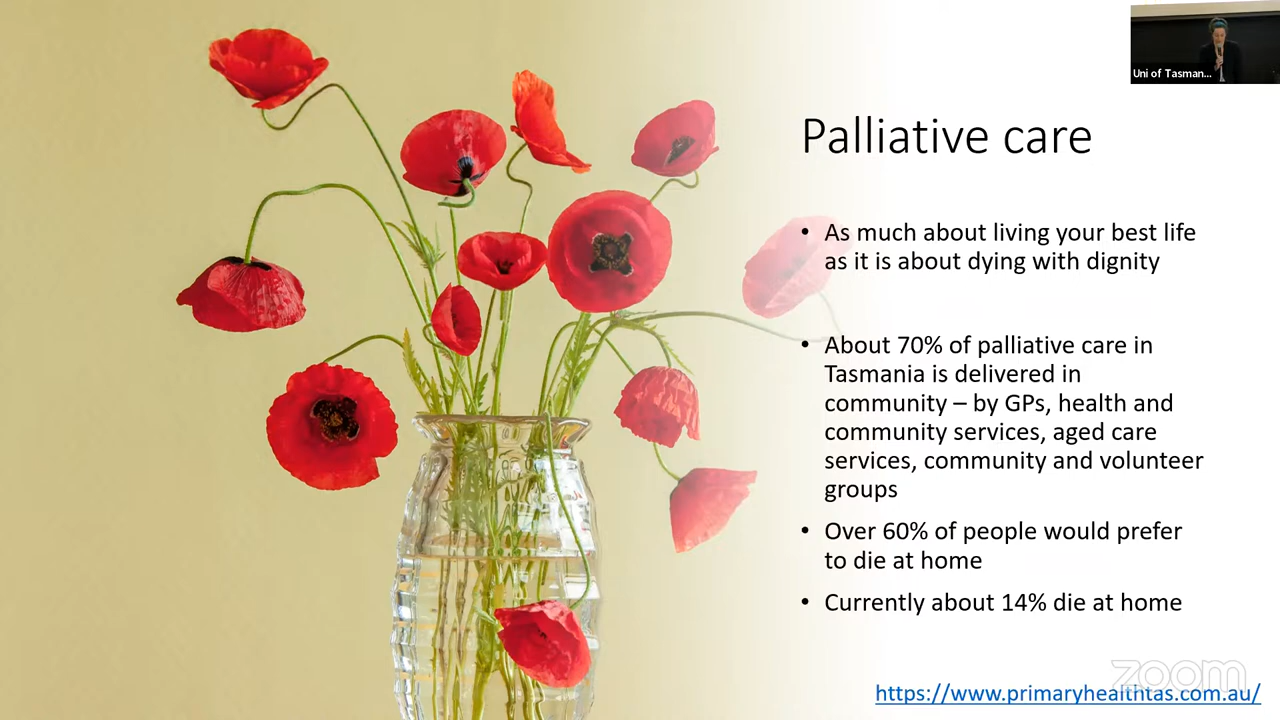 Uni of Tasman...
Palliative care
• As much about living your best life
as it is about dying with dignity
• About 70% of palliative care in
Tasmania is delivered in
community – by GPs, health and
community services, aged care
services, community and volunteer
groups
• Over 60% of people would prefer
to die at home
• Currently about 14% die at home
zoom
https://www.primaryhealthtas.com.au/